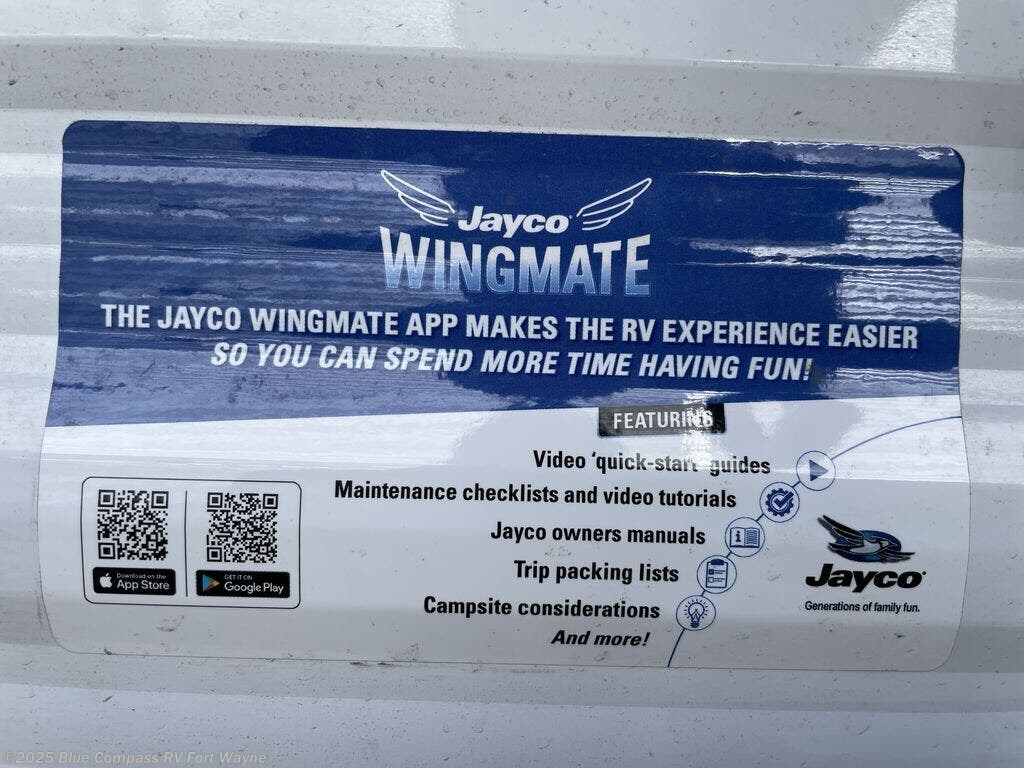 Jayco
WINGMATE
THE JAYCO WINGMATE APP MAKES THE RV EXPERIENCE EASIER
SO YOU CAN SPEND MORE TIME HAVING FUN!
FEATURING
Video 'quick-start' guides
Maintenance checklists and video tutorials
Jayco owners manuals
Trip packing lists
Campsite considerations
And more!
Download on the
App Store
GET IT ON
Google Play
Jayco
Generations of family fun.
©2025 Blue Compass RV Fort Wayne